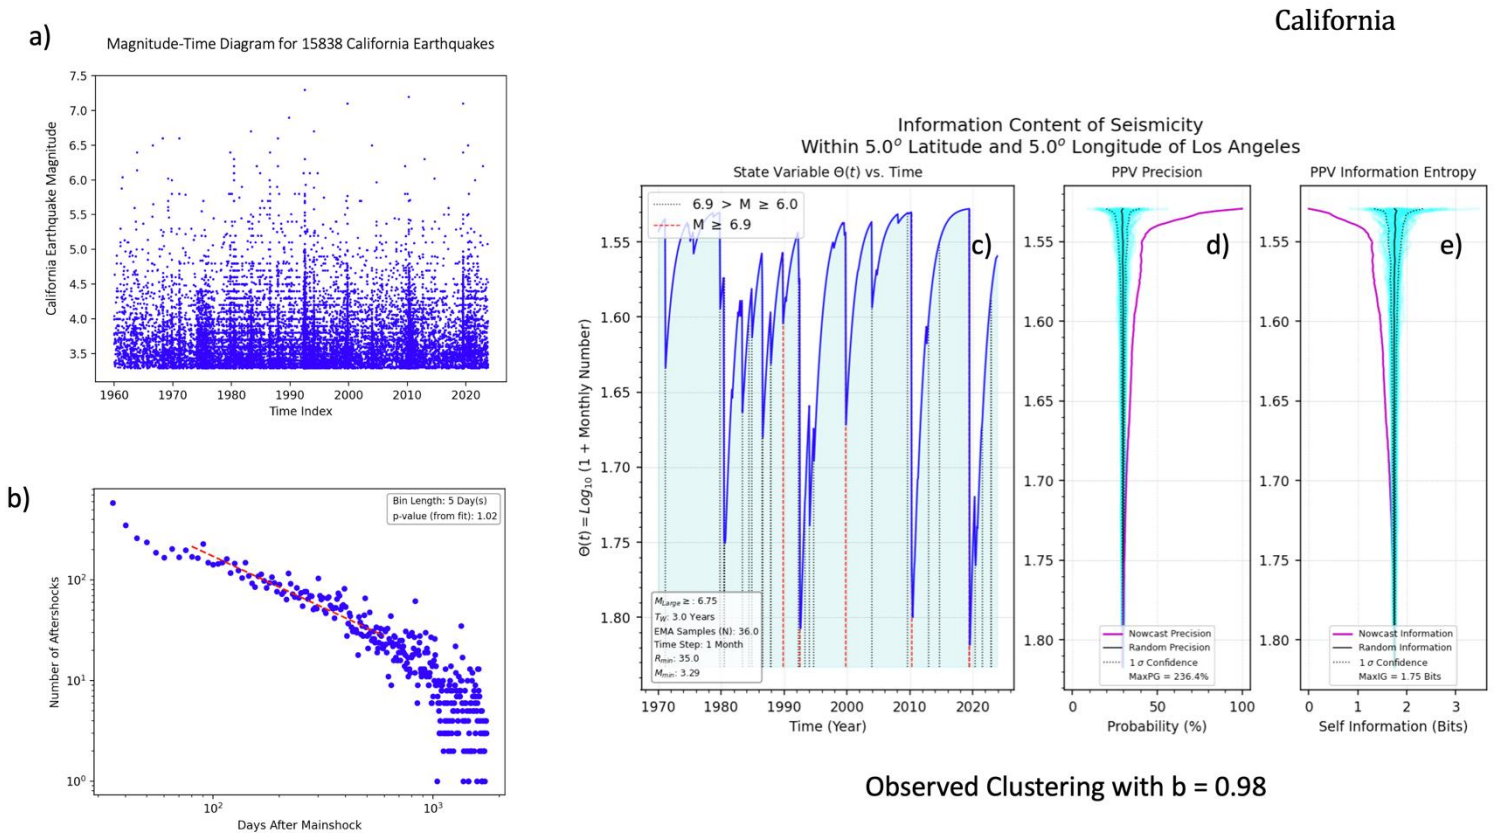 California
a)
Magnitude-Time Diagram for 15838 California Earthquakes
7.5
7.0
6.5
6.0
5.5
5.0
4.5
4.0
3.5
California Earthquake Magnitude
1960 1970 1980 1990 2000 2010 2020
Time Index
b)
Bin Length: 5 Day(s)
p-value (from fit): 1.02
10²
10¹
10⁰
Number of Aftershocks
10² 10³
Days After Mainshock
Information Content of Seismicity
Within 5.0° Latitude and 5.0° Longitude of Los Angeles
State Variable Θ(t) vs. Time
6.9 > M ≥ 6.0
M ≥ 6.9
c)
1.55
1.60
1.65
1.70
1.75
1.80
Θ(t) = Log₁₀ (1 + Monthly Number)
M_Large ≥ : 6.75
T_W: 3.0 Years
EMA Samples (N): 36.0
Time Step: 1 Month
R_min: 35.0
M_min: 3.29
1970 1980 1990 2000 2010 2020
Time (Year)
PPV Precision
d)
1.55
1.60
1.65
1.70
1.75
1.80
Nowcast Precision
Random Precision
1 σ Confidence
MaxPG = 236.4%
0 100
Probability (%)
PPV Information Entropy
e)
1.55
1.60
1.65
1.70
1.75
1.80
Nowcast Information
Random Information
1 σ Confidence
MaxIG = 1.75 Bits
0 1 2 3
Self Information (Bits)
Observed Clustering with b = 0.98